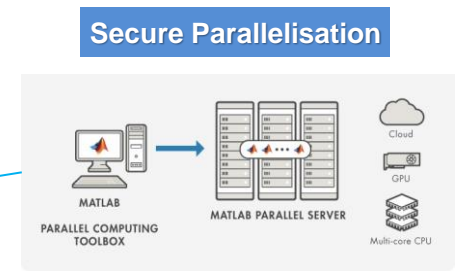 Secure Parallelisation
MATLAB
PARALLEL COMPUTING
TOOLBOX
MATLAB PARALLEL SERVER
Cloud
GPU
Multi-core CPU